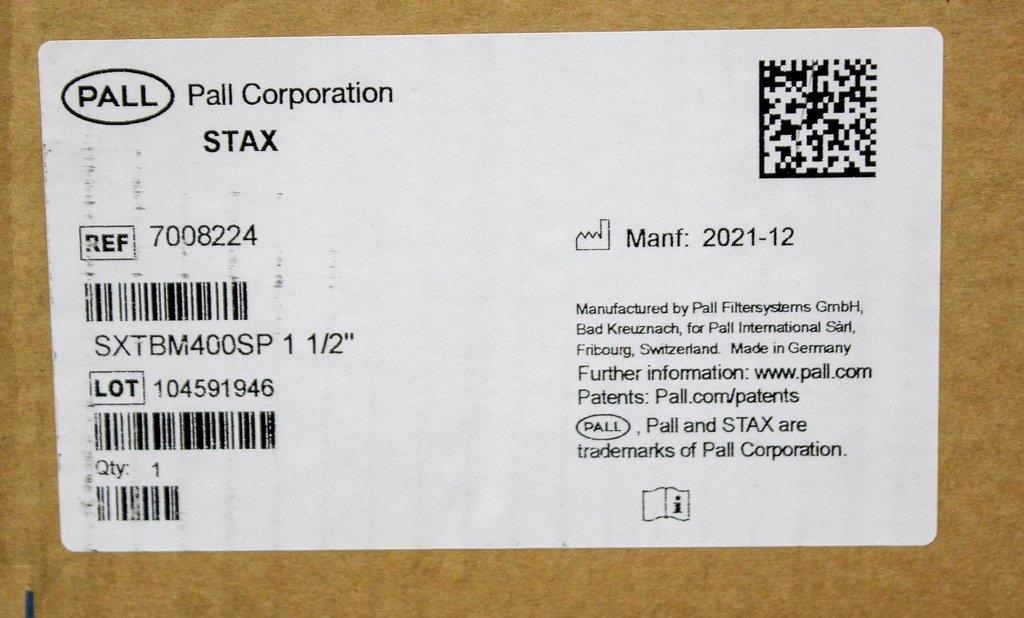 PALL Pall Corporation
STAX
REF 7008224
Manf: 2021-12
SXTBM400SP 1 1/2"
LOT 104591946
Qty: 1
Manufactured by Pall Filtersystems GmbH,
Bad Kreuznach, for Pall International Sàrl,
Fribourg, Switzerland. Made in Germany
Further information: www.pall.com
Patents: Pall.com/patents
PALL , Pall and STAX are
trademarks of Pall Corporation.
i